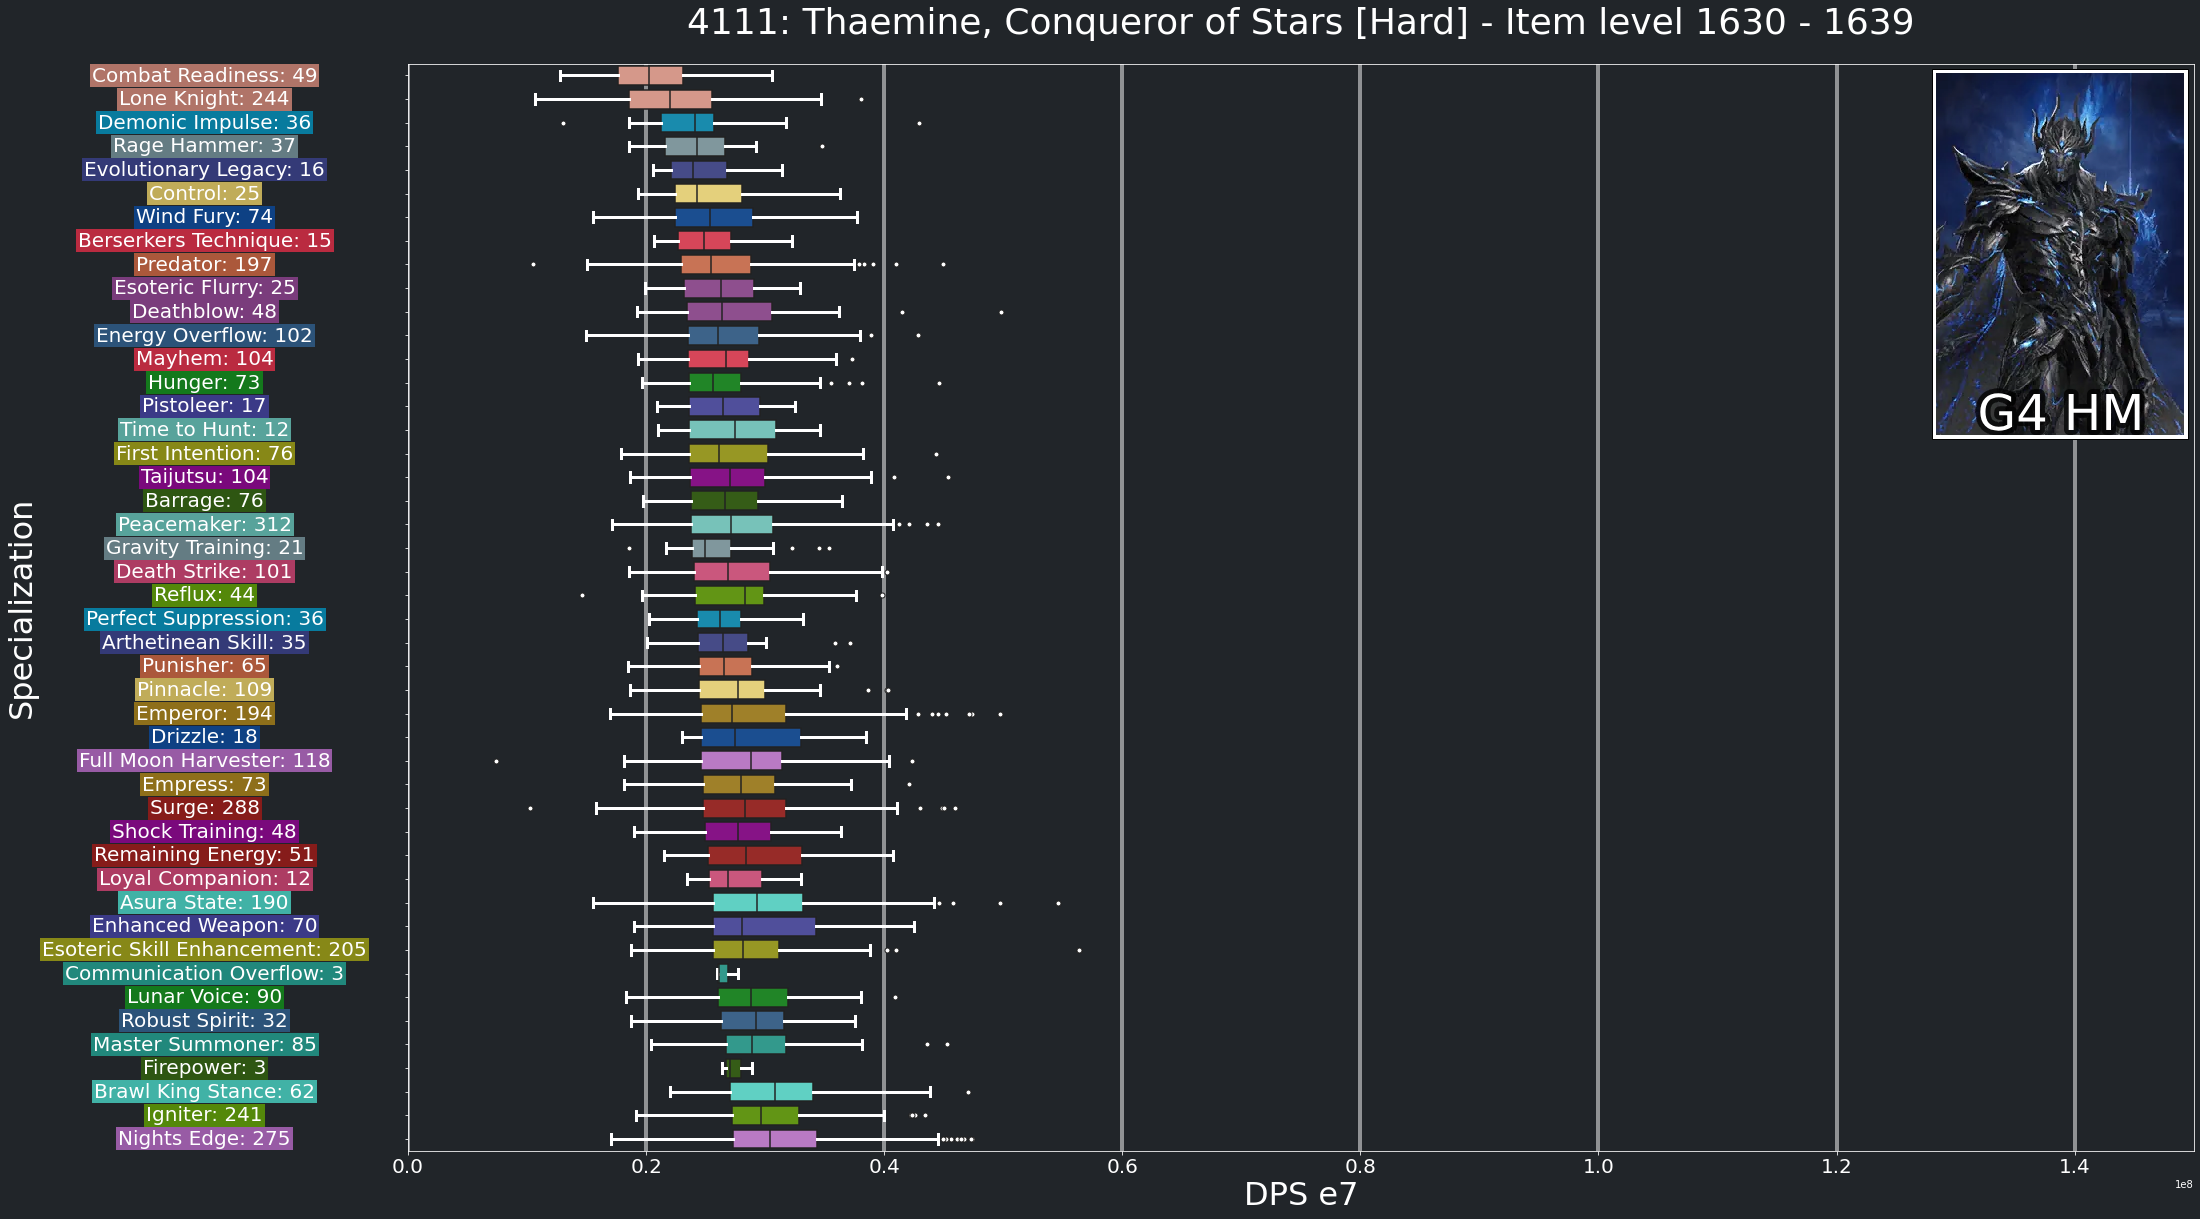 4111: Thaemine, Conqueror of Stars [Hard] - Item level 1630 - 1639
Combat Readiness: 49
Lone Knight: 244
Demonic Impulse: 36
Rage Hammer: 37
Evolutionary Legacy: 16
Control: 25
Wind Fury: 74
Berserkers Technique: 15
Predator: 197
Esoteric Flurry: 25
Deathblow: 48
Energy Overflow: 102
Mayhem: 104
Hunger: 73
Pistoleer: 17
Time to Hunt: 12
First Intention: 76
Taijutsu: 104
Barrage: 76
Peacemaker: 312
Gravity Training: 21
Death Strike: 101
Reflux: 44
Perfect Suppression: 36
Arthetinean Skill: 35
Punisher: 65
Pinnacle: 109
Emperor: 194
Drizzle: 18
Full Moon Harvester: 118
Empress: 73
Surge: 288
Shock Training: 48
Remaining Energy: 51
Loyal Companion: 12
Asura State: 190
Enhanced Weapon: 70
Esoteric Skill Enhancement: 205
Communication Overflow: 3
Lunar Voice: 90
Robust Spirit: 32
Master Summoner: 85
Firepower: 3
Brawl King Stance: 62
Igniter: 241
Nights Edge: 275
Specialization
G4 HM
0.0 0.2 0.4 0.6 0.8 1.0 1.2 1.4
1e8
DPS e7